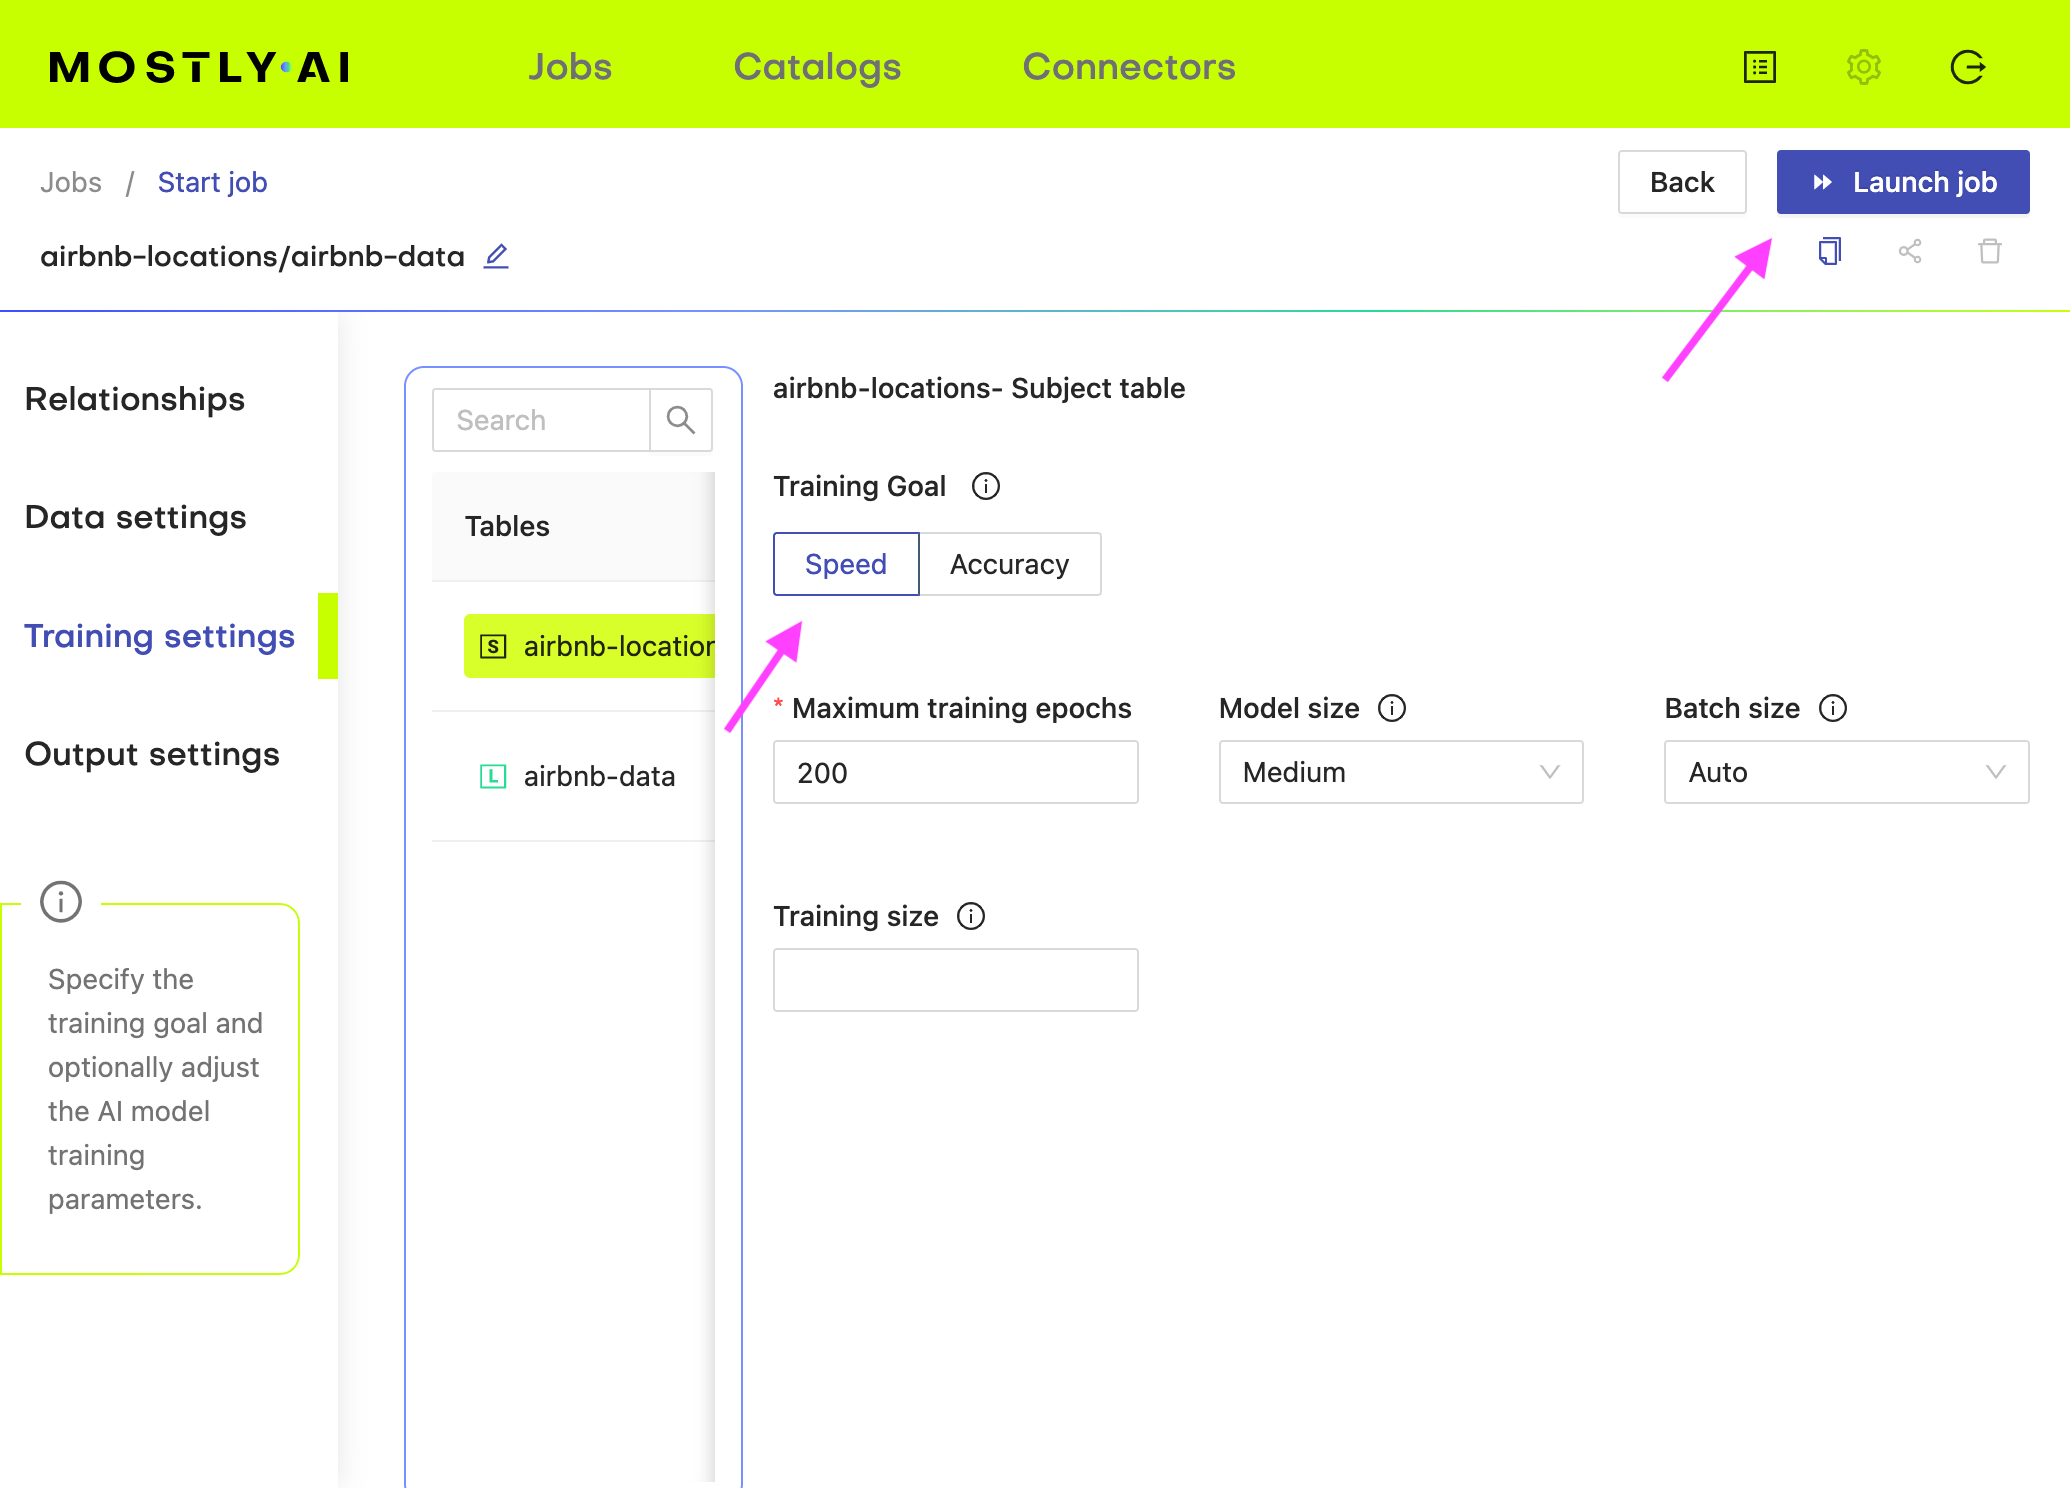 MOSTLY·AI
Jobs
Catalogs
Connectors
Jobs / Start job
Back
Launch job
airbnb-locations/airbnb-data
Relationships
Data settings
Training settings
Output settings
Specify the
training goal and
optionally adjust
the AI model
training
parameters.
Search
Tables
S airbnb-location
L airbnb-data
airbnb-locations- Subject table
Training Goal
Speed
Accuracy
* Maximum training epochs
200
Model size
Medium
Batch size
Auto
Training size